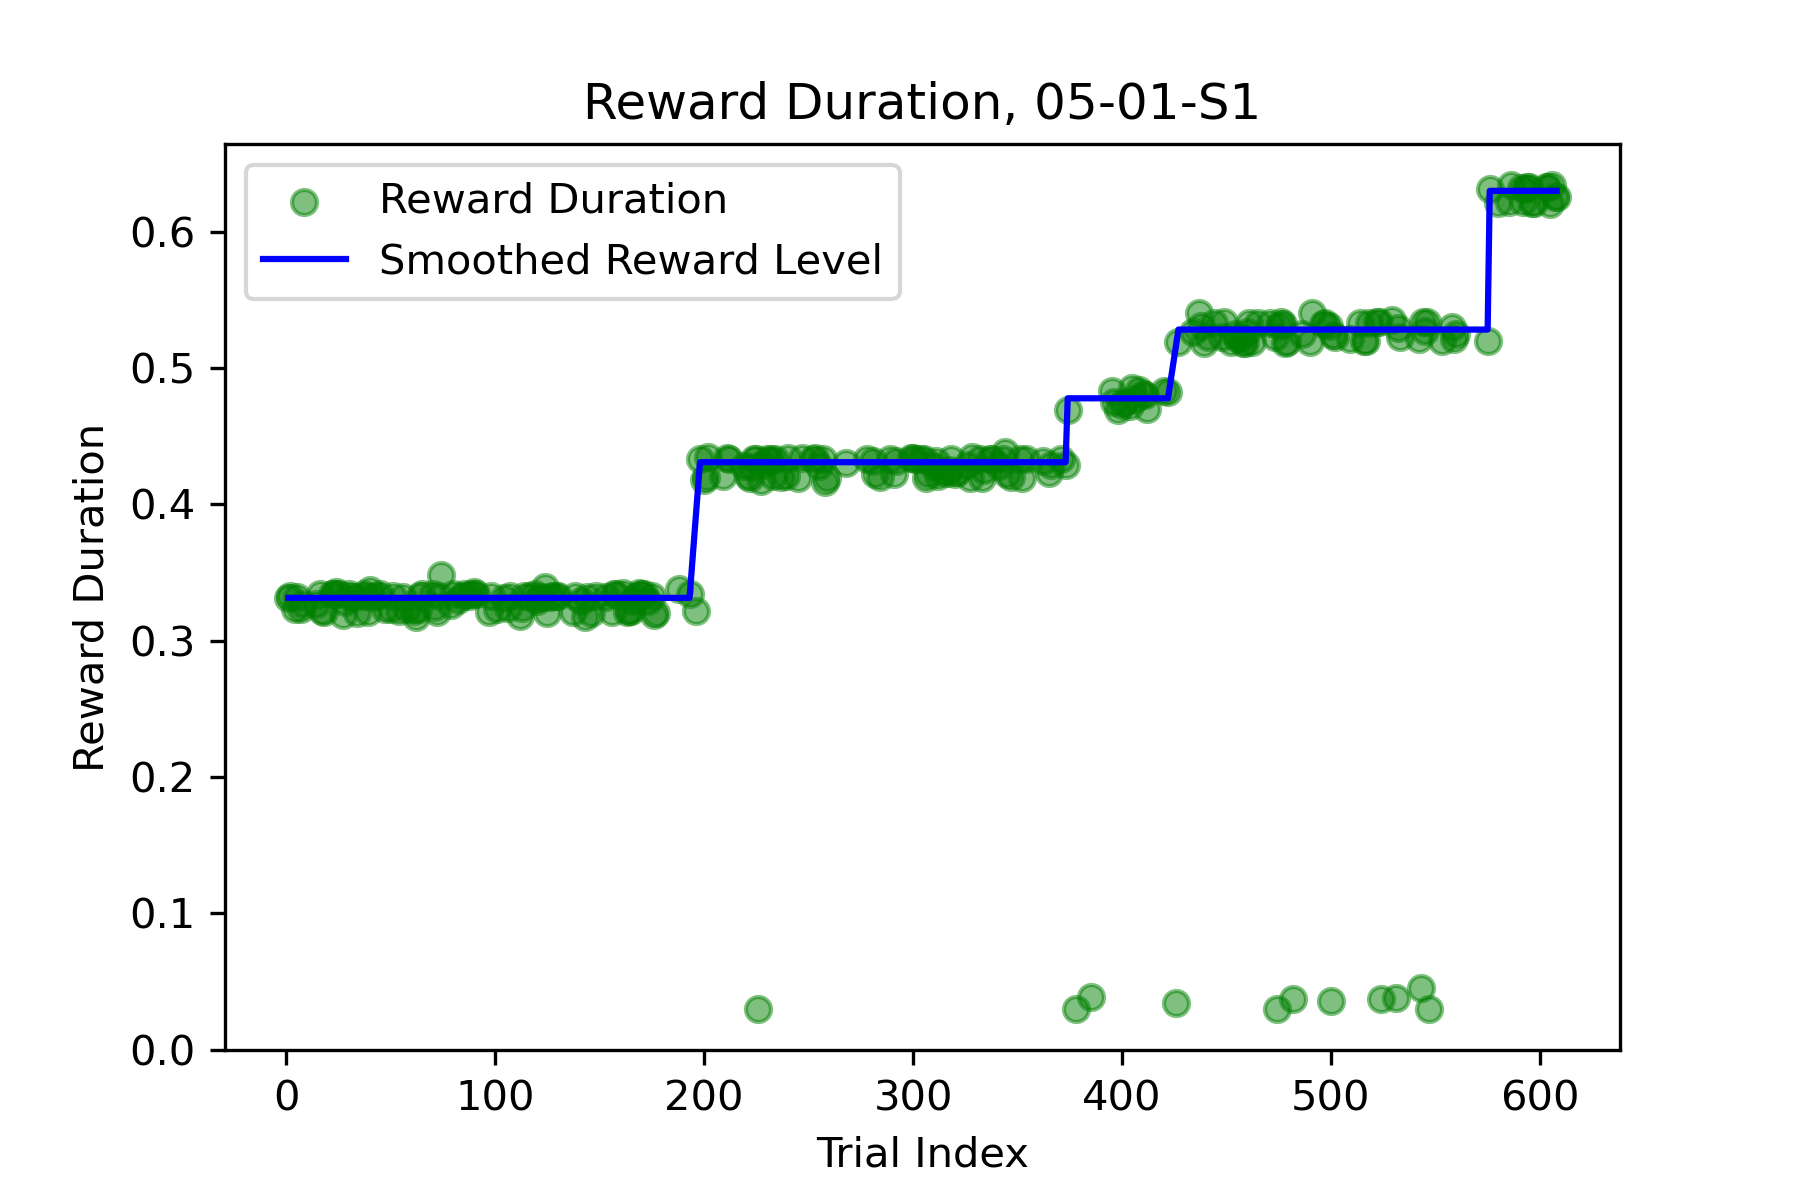 Reward Duration, 05-01-S1
Reward Duration
Smoothed Reward Level
0.6
0.5
0.4
0.3
0.2
0.1
0.0
Reward Duration
0 100 200 300 400 500 600
Trial Index